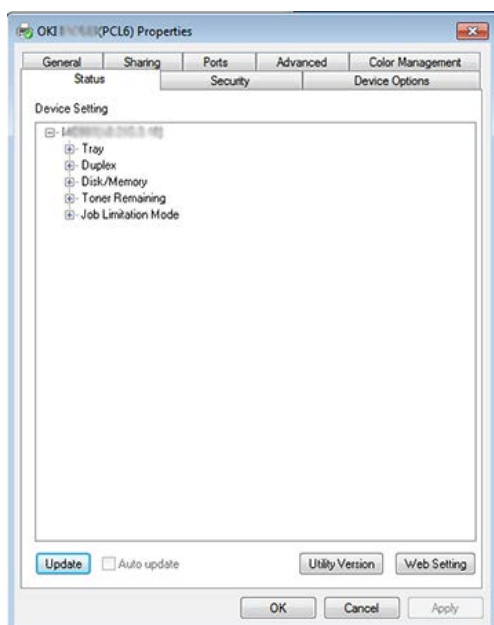 OKI (PCL6) Properties
General Sharing Ports Advanced Color Management
Status Security Device Options
Device Setting
Tray
Duplex
Disk/Memory
Toner Remaining
Job Limitation Mode
Update Auto update Utility Version Web Setting
OK Cancel Apply